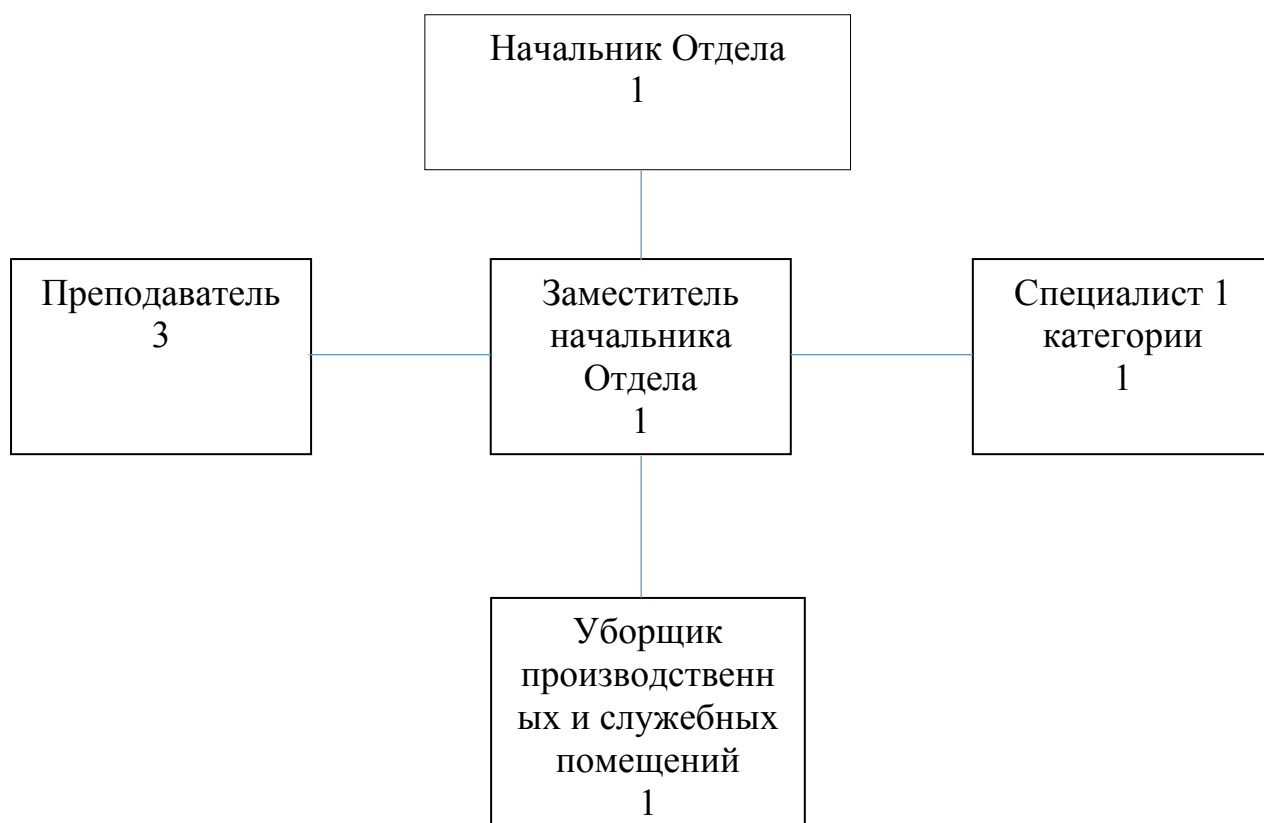 Начальник Отдела
1
Преподаватель
3
Заместитель
начальника
Отдела
1
Специалист 1
категории
1
Уборщик
производственн
ых и служебных
помещений
1